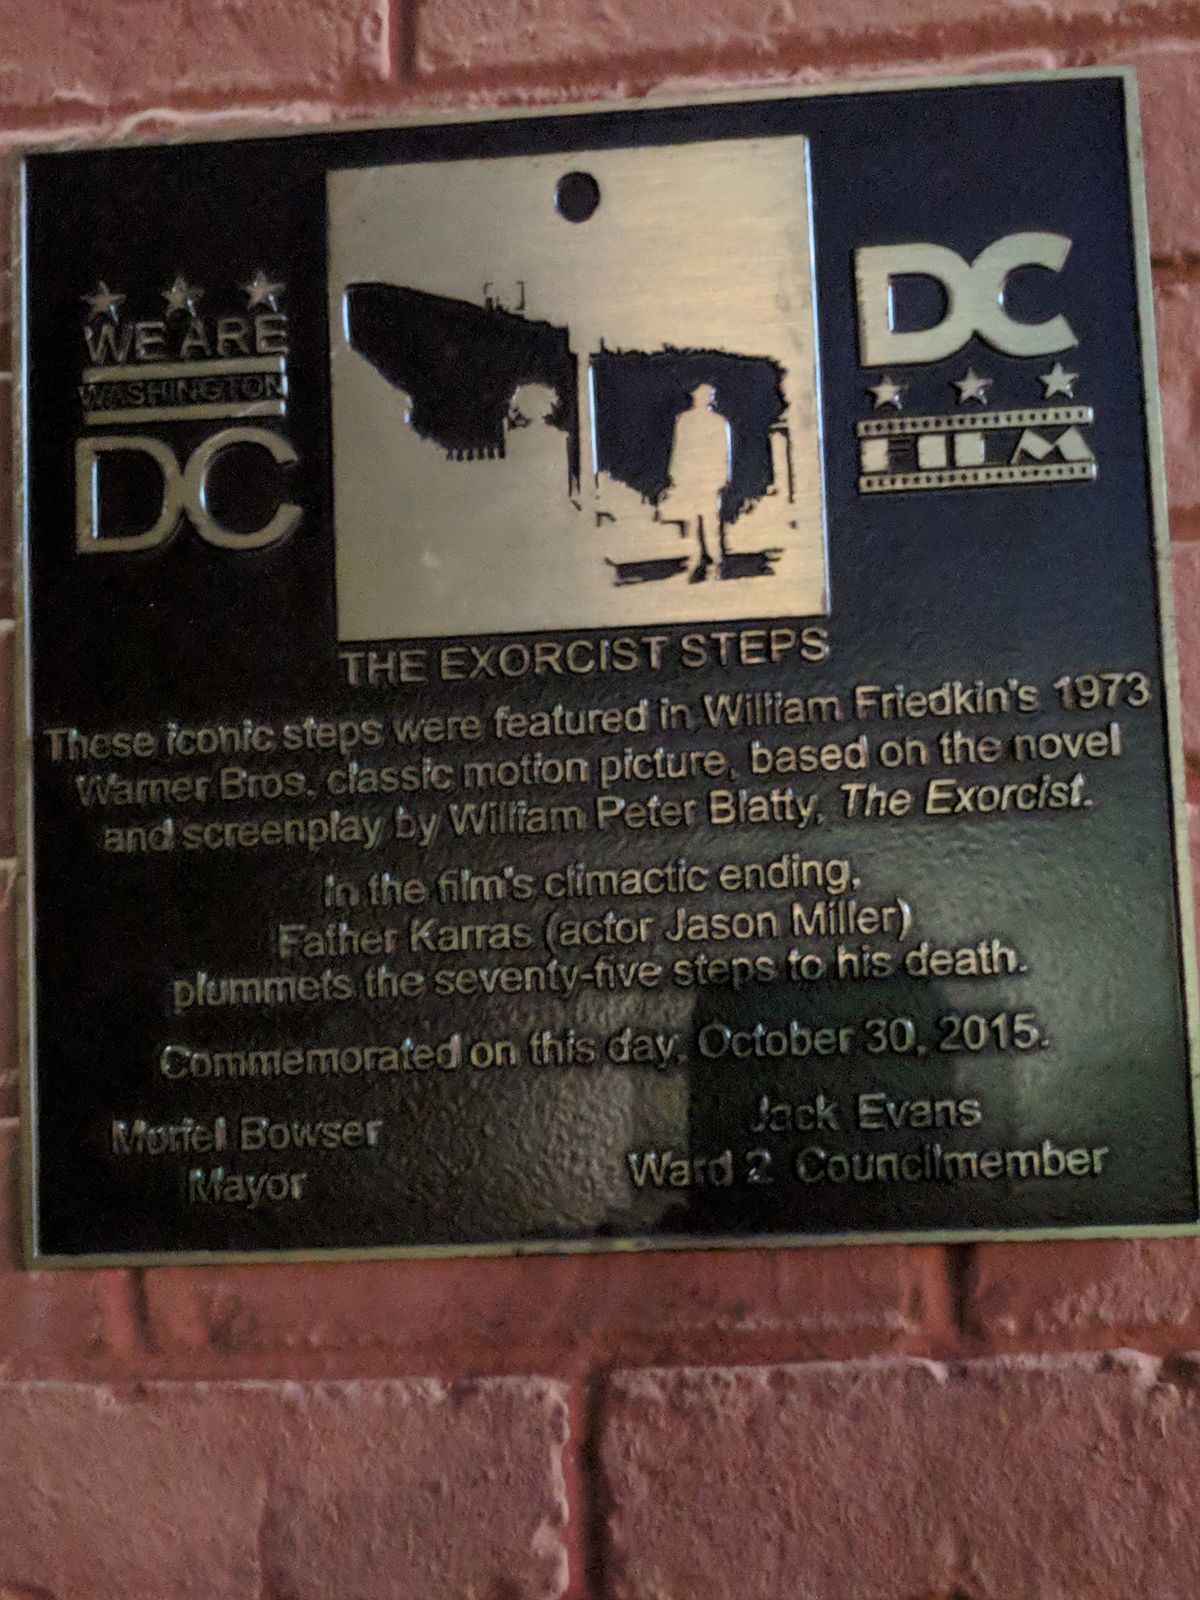 WE ARE
WASHINGTON
DC
DC
FILM
THE EXORCIST STEPS
These iconic steps were featured in William Friedkin's 1973
Warner Bros. classic motion picture, based on the novel
and screenplay by William Peter Blatty, The Exorcist.
In the film's climactic ending,
Father Karras (actor Jason Miller)
plummets the seventy-five steps to his death.
Commemorated on this day, October 30, 2015.
Muriel Bowser
Mayor
Jack Evans
Ward 2 Councilmember